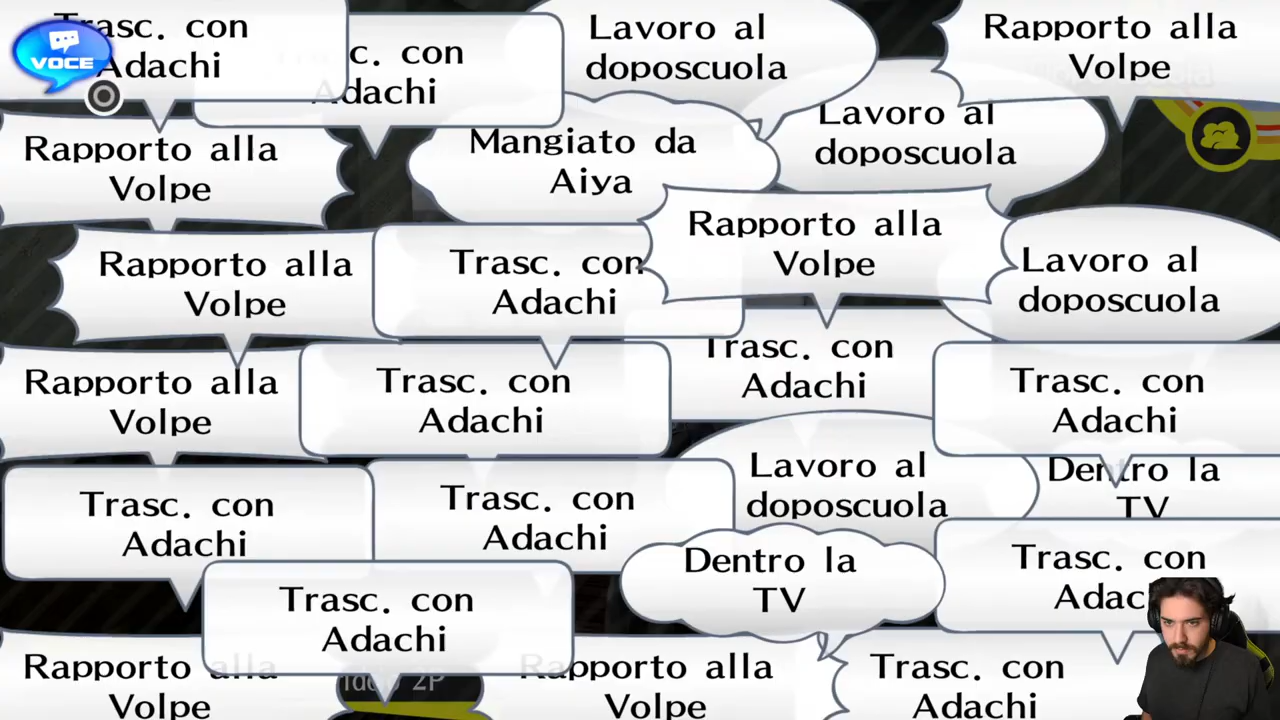 Trasc. con
Adachi
VOCE
c. con
Adachi
Lavoro al
doposcuola
Rapporto alla
Volpe
Rapporto alla
Volpe
Mangiato da
Aiya
Lavoro al
doposcuola
Rapporto alla
Volpe
Trasc. con
Adachi
Rapporto alla
Volpe
Lavoro al
doposcuola
Rapporto alla
Volpe
Trasc. con
Adachi
Trasc. con
Adachi
Trasc. con
Adachi
Trasc. con
Adachi
Trasc. con
Adachi
Lavoro al
doposcuola
Dentro la
TV
Trasc. con
Adachi
Dentro la
TV
Trasc. con
Adac
Rapporto alla
Volpe
2P
Rapporto alla
Volpe
Trasc. con
Adachi